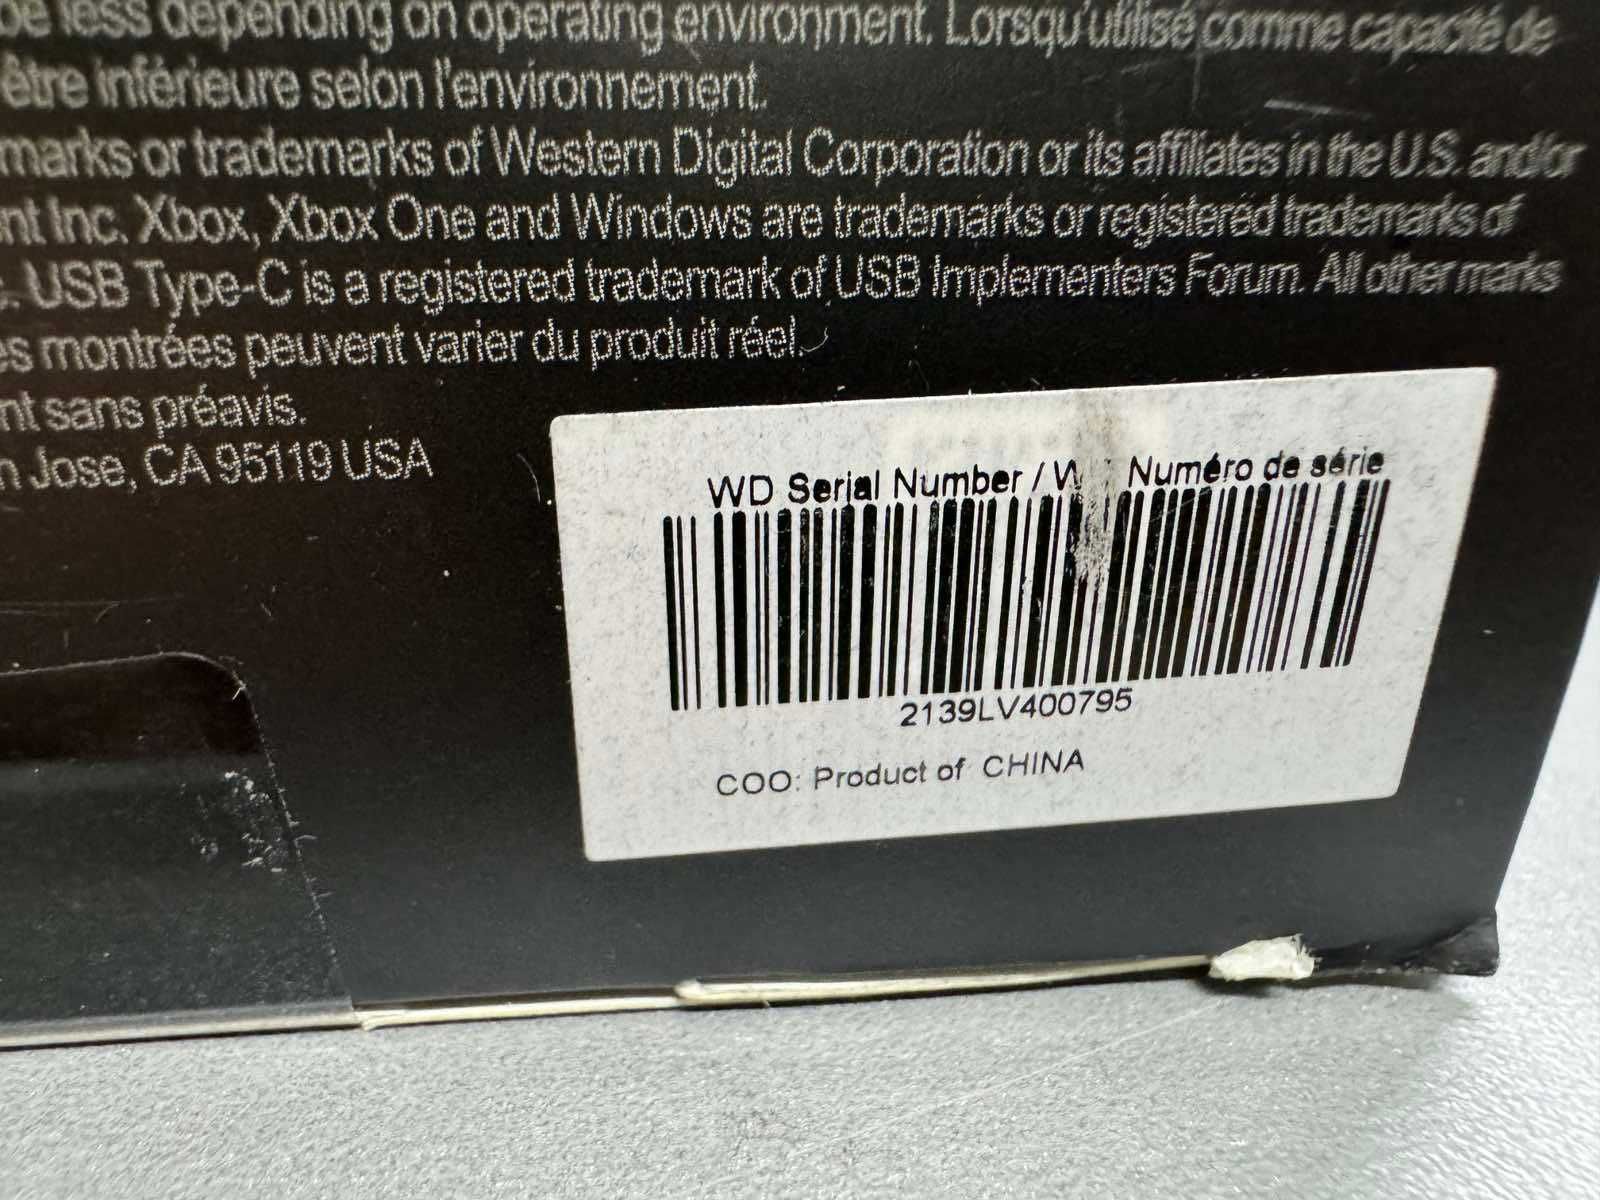 be less depending on operating environment. Lorsqu'utilisé comme capacité de
être inférieure selon l'environnement.
marks or trademarks of Western Digital Corporation or its affiliates in the U.S. and/or
Inc. Xbox, Xbox One and Windows are trademarks or registered trademarks of
USB Type-C is a registered trademark of USB Implementers Forum. All other marks
montrées peuvent varier du produit réel.
sans préavis.
Jose, CA 95119 USA
WD Serial Number / W Numéro de série
2139LV400795
COO: Product of CHINA